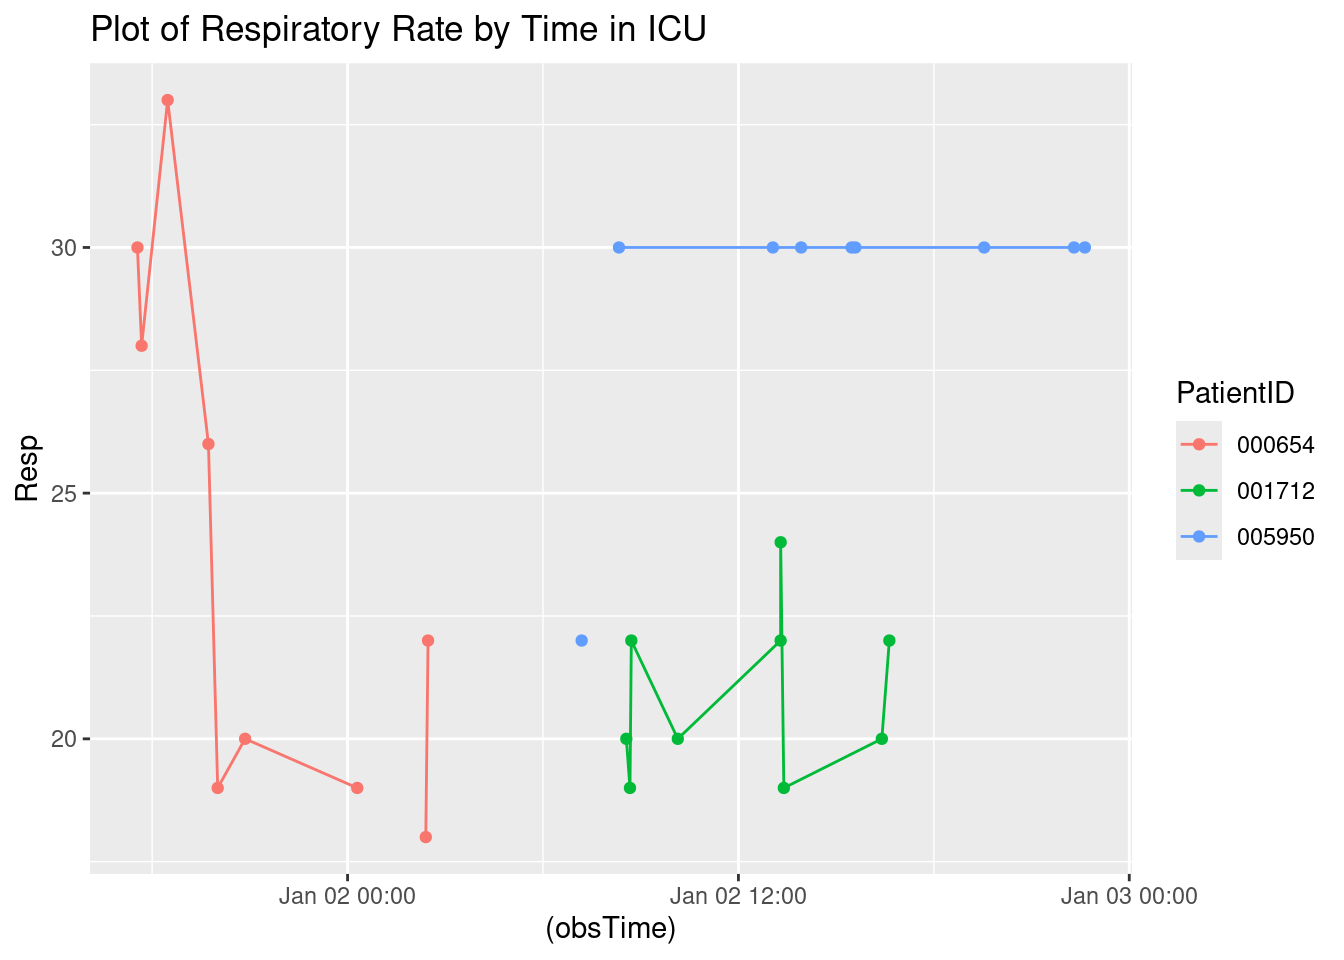 Plot of Respiratory Rate by Time in ICU
Resp
30
25
20
Jan 02 00:00
Jan 02 12:00
Jan 03 00:00
(obsTime)
PatientID
000654
001712
005950